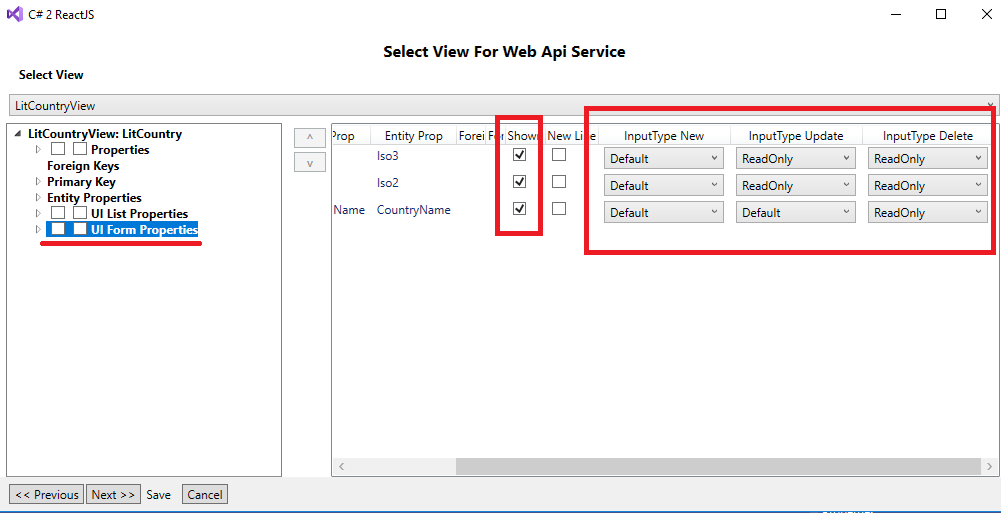 C# 2 ReactJS
Select View For Web Api Service
Select View
LitCountryView
LitCountryView: LitCountry
Properties
Foreign Keys
Primary Key
Entity Properties
UI List Properties
UI Form Properties
Prop Entity Prop Forei For Shown New Line InputType New InputType Update InputType Delete
Iso3 Default ReadOnly ReadOnly
Iso2 Default ReadOnly ReadOnly
Name CountryName Default Default ReadOnly
<< Previous Next >> Save Cancel